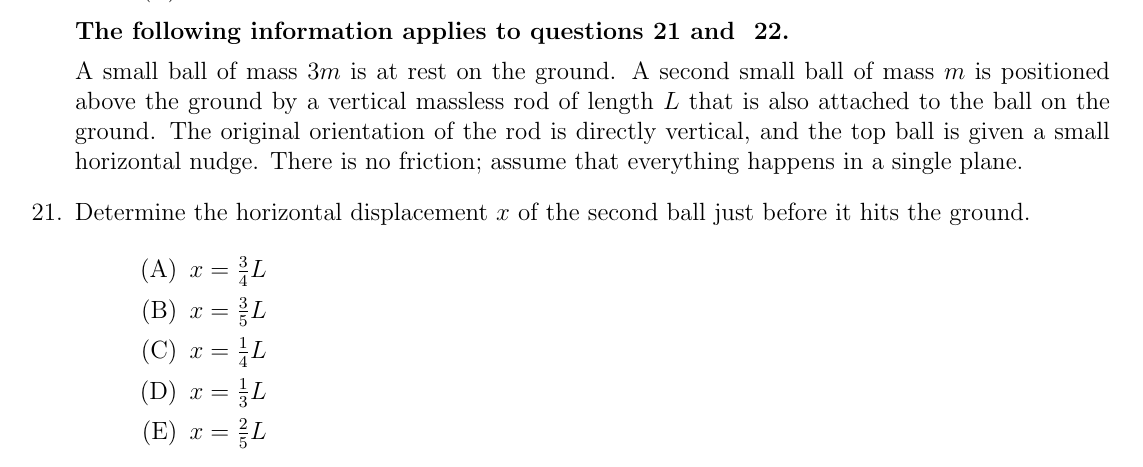 The following information applies to questions 21 and 22.
A small ball of mass 3m is at rest on the ground. A second small ball of mass m is positioned
above the ground by a vertical massless rod of length L that is also attached to the ball on the
ground. The original orientation of the rod is directly vertical, and the top ball is given a small
horizontal nudge. There is no friction; assume that everything happens in a single plane.
21. Determine the horizontal displacement x of the second ball just before it hits the ground.
(A) x = 3/4 L
(B) x = 3/5 L
(C) x = 1/4 L
(D) x = 1/3 L
(E) x = 2/5 L